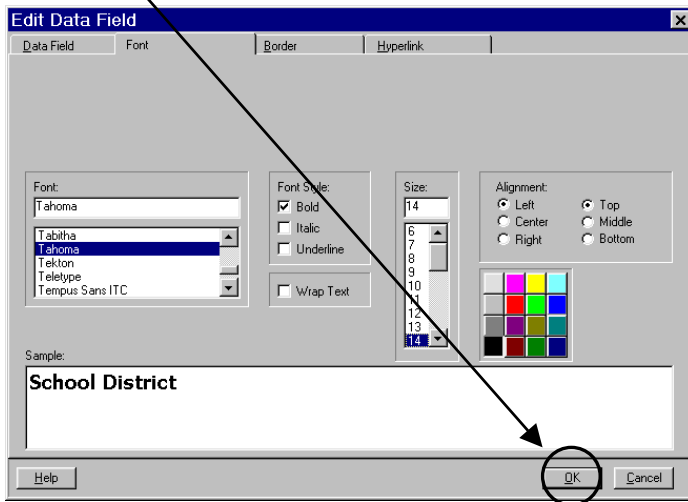 Edit Data Field
Data Field Font Border Hyperlink
Font:
Tahoma
Tabitha
Tahoma
Tekton
Teletype
Tempus Sans ITC
Font Style:
Bold
Italic
Underline
Wrap Text
Size:
14
6
7
8
9
10
11
12
13
14
Alignment:
Left
Center
Right
Top
Middle
Bottom
Sample:
School District
Help OK Cancel